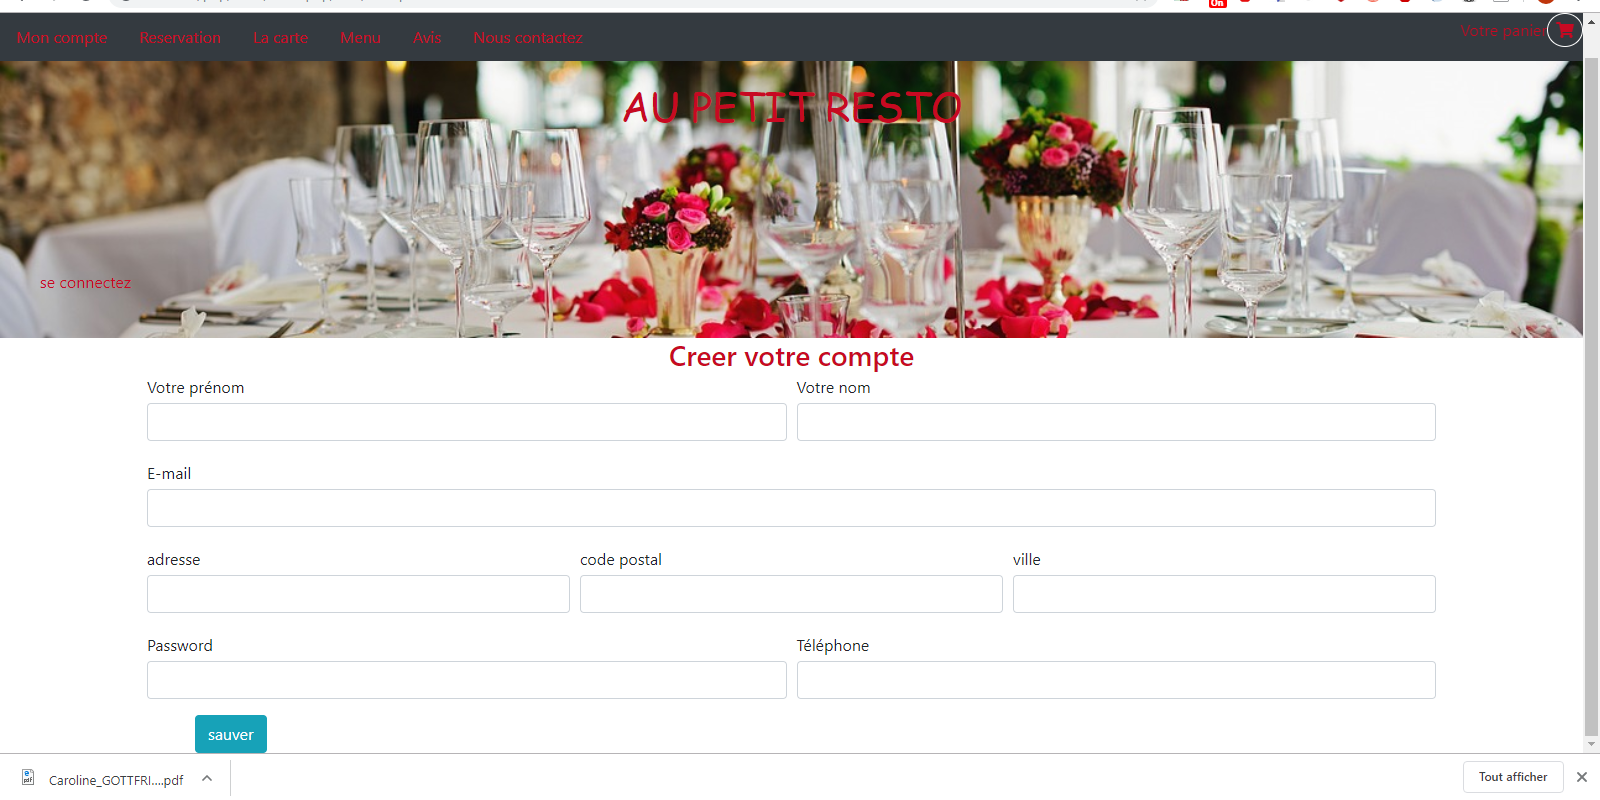 On
Mon compte Reservation La carte Menu Avis Nous contactez Votre panier
AU PETIT RESTO
se connectez
Creer votre compte
Votre prénom Votre nom
E-mail
adresse code postal ville
Password Téléphone
sauver
Caroline_GOTTFRI....pdf Tout afficher